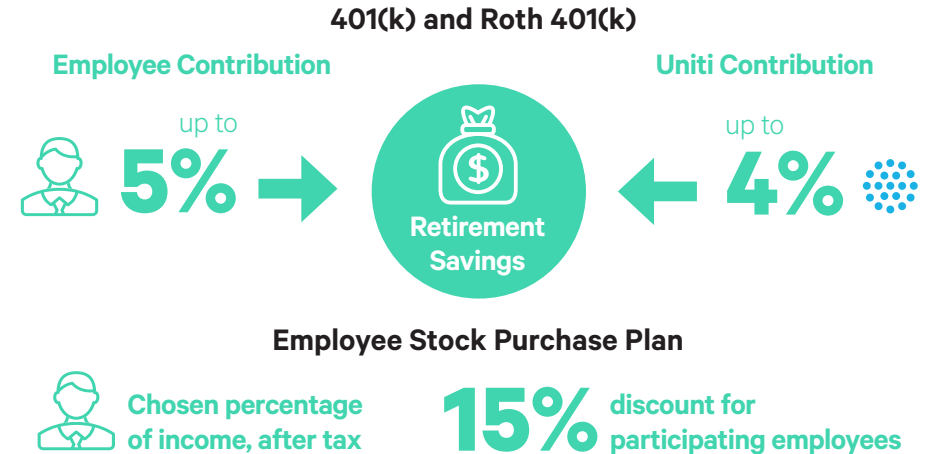 401(k) and Roth 401(k)
Employee Contribution
up to
5%
$
Retirement
Savings
Uniti Contribution
up to
4%
Employee Stock Purchase Plan
Chosen percentage
of income, after tax
15%
discount for
participating employees